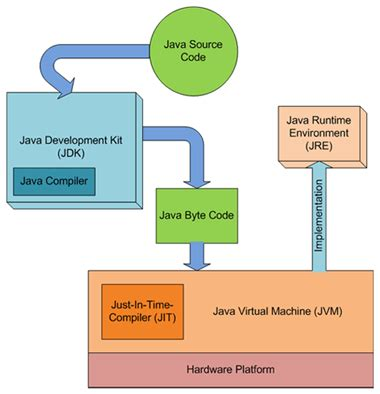 Java Source
Code
Java Development Kit
(JDK)
Java Compiler
Java Runtime
Environment
(JRE)
Java Byte Code
Implementation
Just-In-Time-
Compiler (JIT)
Java Virtual Machine (JVM)
Hardware Platform